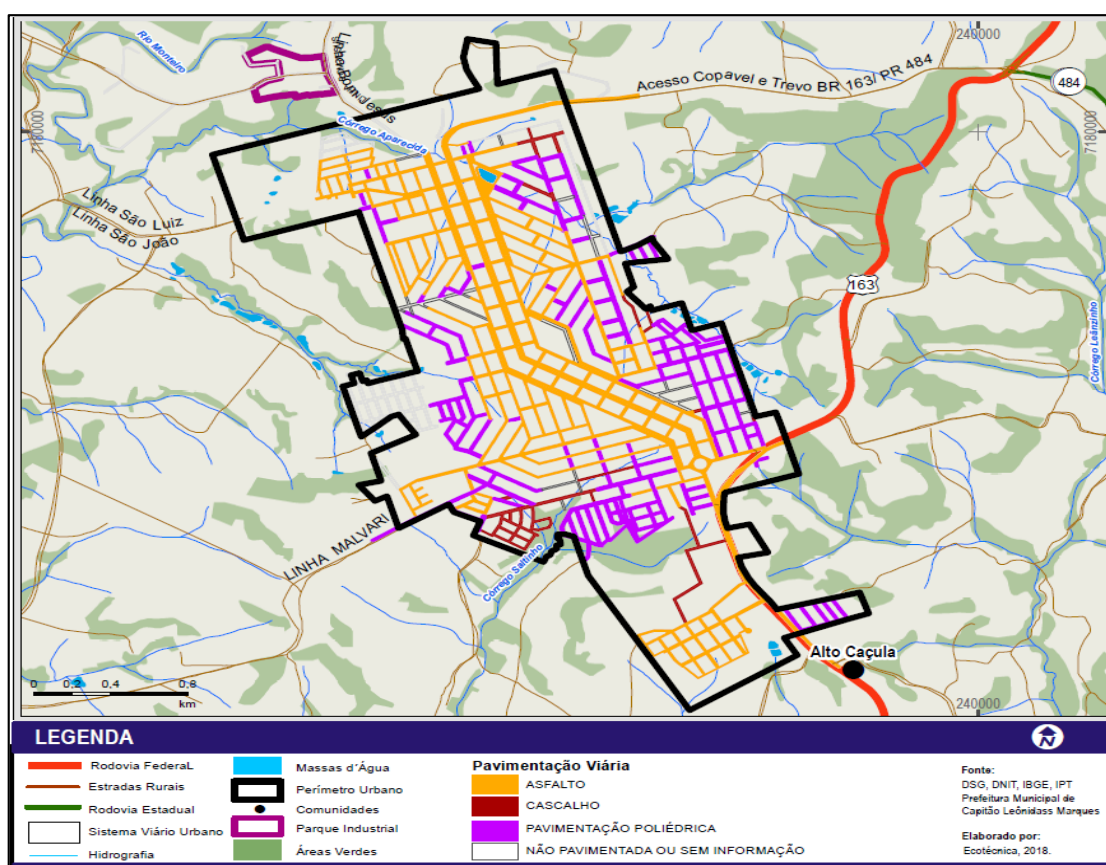 Rio Monteiro
Linha Bom Jesus
240000
Acesso Copavel e Trevo BR 163/ PR 484
484
7180000
7180000
Córrego Aparecida
Linha São Luiz
Linha São João
163
Córrego Leãozinho
LINHA MALVARI
Córrego Saltinho
Alto Caçula
0 0,2 0,4 0,8
km
240000
LEGENDA
N
Rodovia FederaL
Estradas Rurais
Rodovia Estadual
Sistema Viário Urbano
Hidrografia
Massas d'Água
Perímetro Urbano
Comunidades
Parque Industrial
Áreas Verdes
Pavimentação Viária
ASFALTO
CASCALHO
PAVIMENTAÇÃO POLIÉDRICA
NÃO PAVIMENTADA OU SEM INFORMAÇÃO
Fonte:
DSG, DNIT, IBGE, IPT
Prefeitura Municipal de
Capitão Leônidass Marques
Elaborado por:
Ecotécnica, 2018.